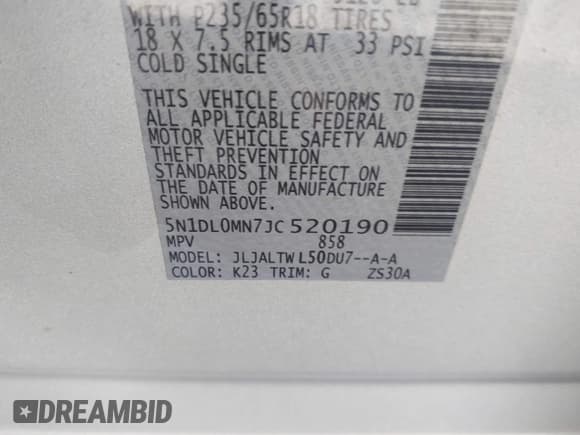 WITH P235/65R18 TIRES
18 X 7.5 RIMS AT 33 PSI
COLD SINGLE
THIS VEHICLE CONFORMS TO
ALL APPLICABLE FEDERAL
MOTOR VEHICLE SAFETY AND
THEFT PREVENTION
STANDARDS IN EFFECT ON
THE DATE OF MANUFACTURE
SHOWN ABOVE.
5N1DL0MN7JC520190
MPV 858
MODEL: JLJALTWL50DU7--A-A
COLOR: K23 TRIM: G ZS30A
DREAMBID